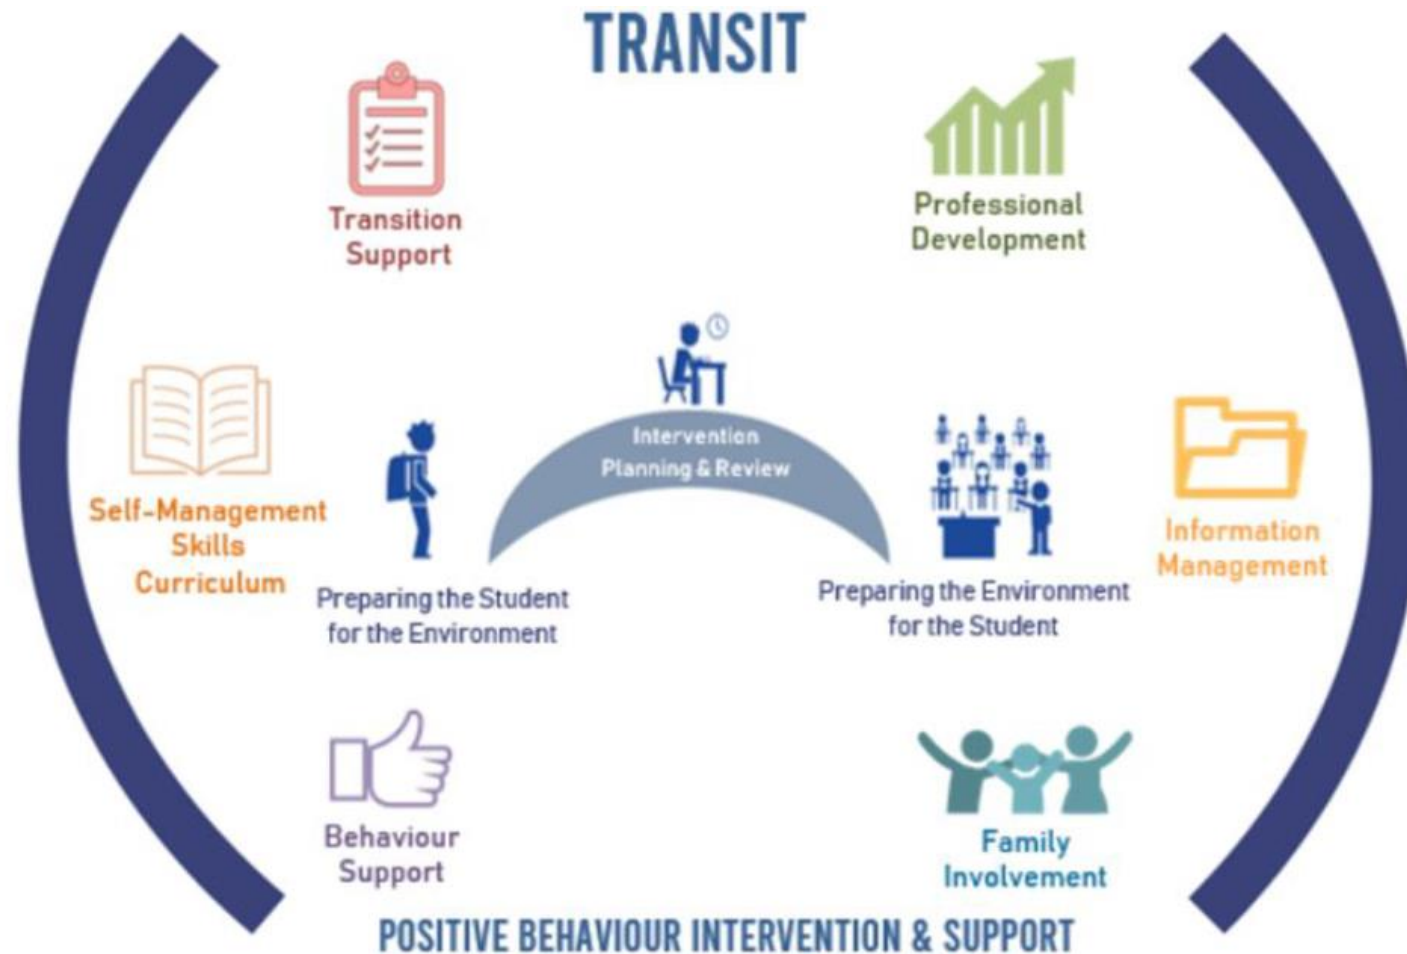 TRANSIT
Transition
Support
Professional
Development
Intervention
Planning & Review
Self-Management
Skills
Curriculum
Preparing the Student
for the Environment
Preparing the Environment
for the Student
Information
Management
Behaviour
Support
Family
Involvement
POSITIVE BEHAVIOUR INTERVENTION & SUPPORT